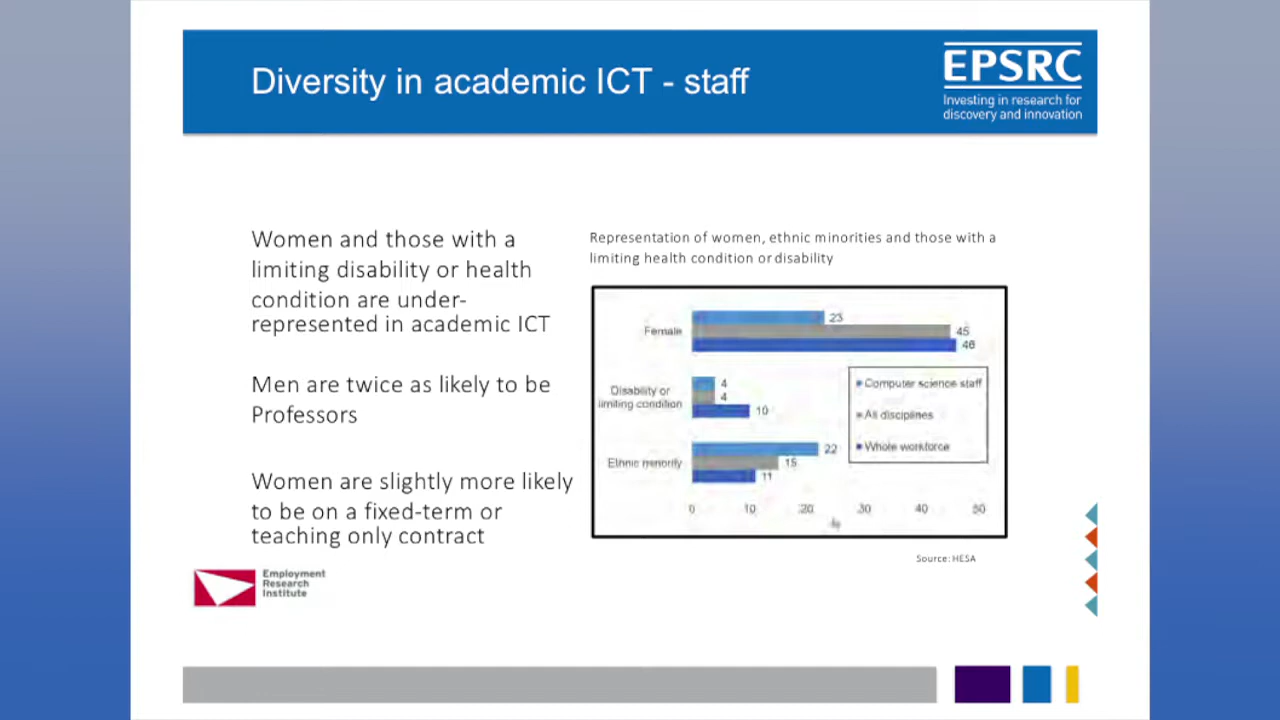 Diversity in academic ICT - staff
EPSRC
Investing in research for
discovery and innovation
Women and those with a
limiting disability or health
condition are under-
represented in academic ICT
Men are twice as likely to be
Professors
Women are slightly more likely
to be on a fixed-term or
teaching only contract
Representation of women, ethnic minorities and those with a
limiting health condition or disability
Female
23
45
46
Disability or
limiting condition
4
4
10
Ethnic minority
22
15
11
Computer science staff
All disciplines
Whole workforce
0 10 20 30 40 50
%
Source: HESA
Employment
Research
Institute